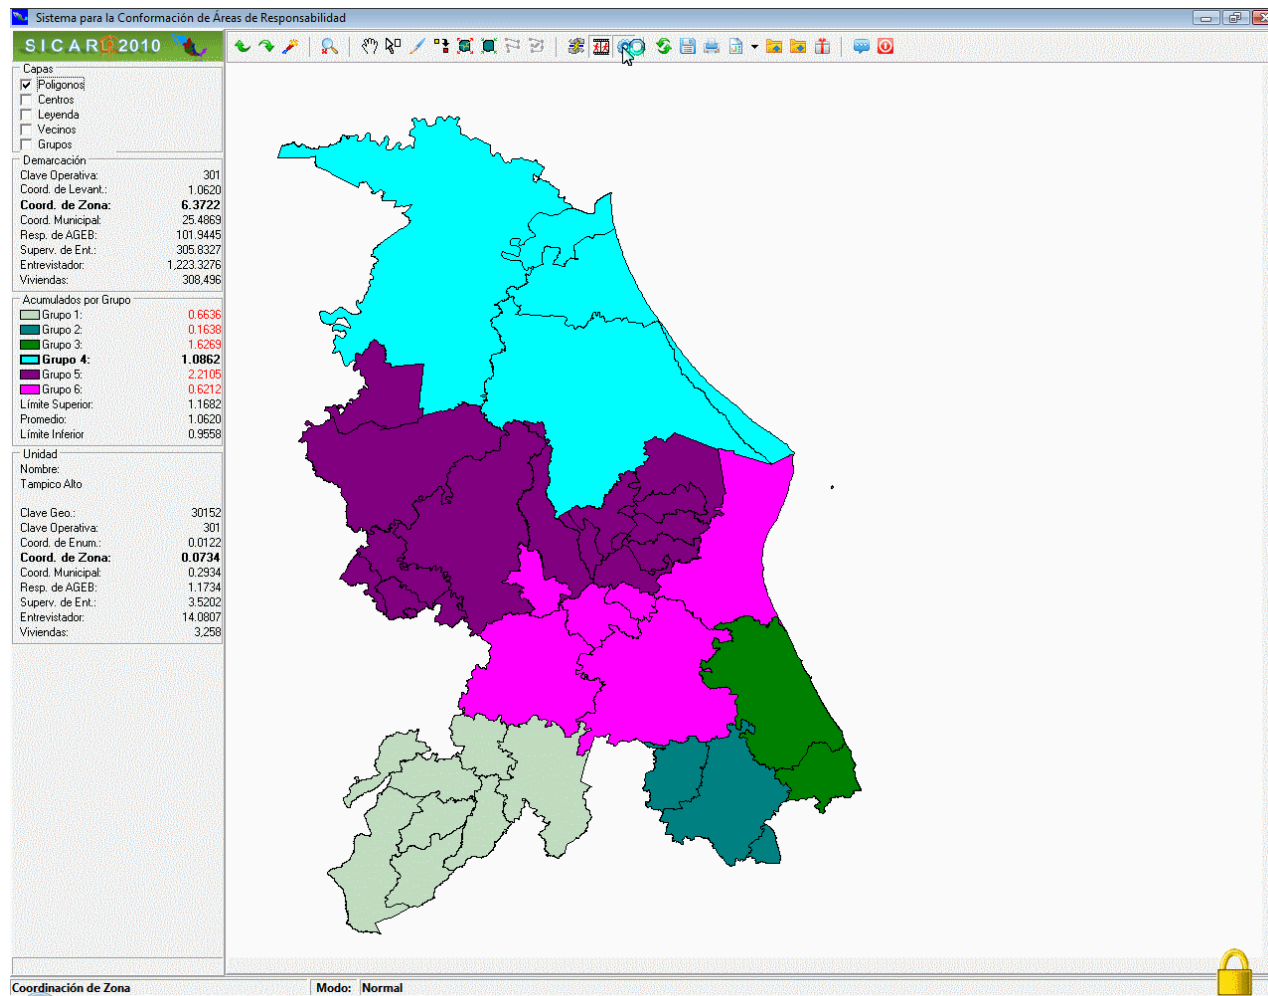 Sistema para la Conformación de Áreas de Responsabilidad
SICAR 2010
Capas
Poligonos
Centros
Leyenda
Vecinos
Grupos
Demarcación
Clave Operativa: 301
Coord. de Levant.: 1.0620
Coord. de Zona: 6.3722
Coord. Municipal: 25.4869
Resp. de AGEB: 101.9445
Superv. de Ent.: 305.8327
Entrevistador: 1,223.3276
Viviendas: 308,496
Acumulados por Grupo
Grupo 1: 0.6636
Grupo 2: 0.1638
Grupo 3: 1.6269
Grupo 4: 1.0862
Grupo 5: 2.2105
Grupo 6: 0.6212
Límite Superior: 1.1682
Promedio: 1.0620
Límite Inferior 0.9558
Unidad
Nombre:
Tampico Alto
Clave Geo.: 30152
Clave Operativa: 301
Coord. de Enum.: 0.0122
Coord. de Zona: 0.0734
Coord. Municipal: 0.2934
Resp. de AGEB: 1.1734
Superv. de Ent.: 3.5202
Entrevistador: 14.0807
Viviendas: 3,258
Coordinación de Zona Modo: Normal